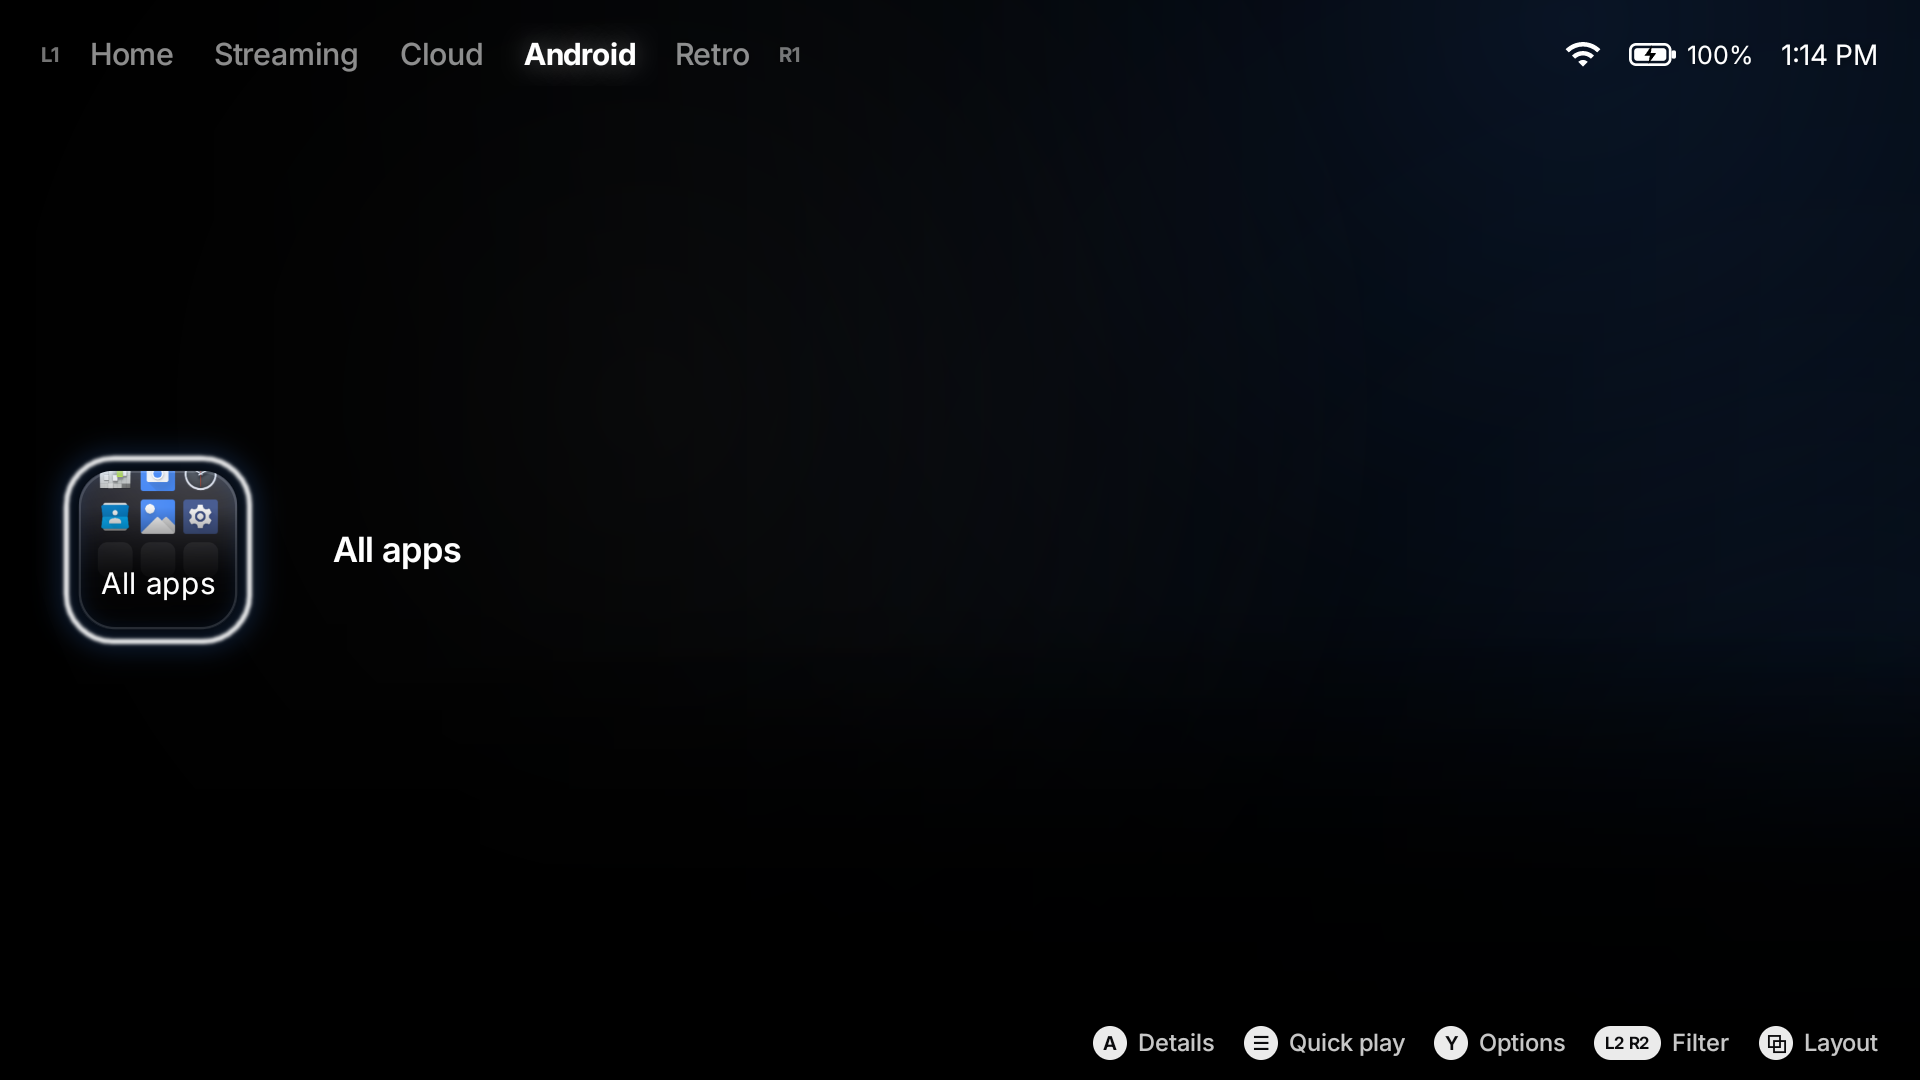 L1 Home Streaming Cloud Android Retro R1 100% 1:14 PM
All apps
All apps
A Details Quick play Y Options L2 R2 Filter Layout